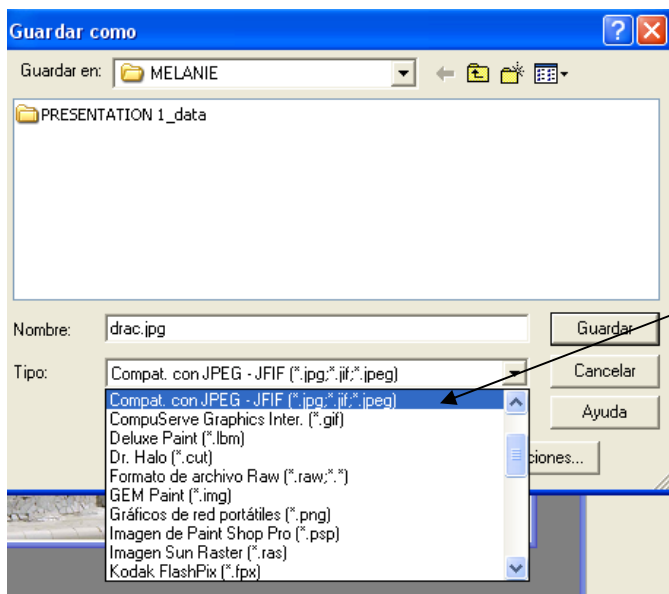 Guardar como
Guardar en: MELANIE
PRESENTATION 1_data
Nombre: drac.jpg Guardar
Tipo: Compat. con JPEG - JFIF (*.jpg;*.jif;*.jpeg) Cancelar
Compat. con JPEG - JFIF (*.jpg;*.jif;*.jpeg)
CompuServe Graphics Inter. (*.gif) Ayuda
Deluxe Paint (*.lbm)
Dr. Halo (*.cut)
Formato de archivo Raw (*.raw;*.*) ciones...
GEM Paint (*.img)
Gráficos de red portátiles (*.png)
Imagen de Paint Shop Pro (*.psp)
Imagen Sun Raster (*.ras)
Kodak FlashPix (*.fpx)